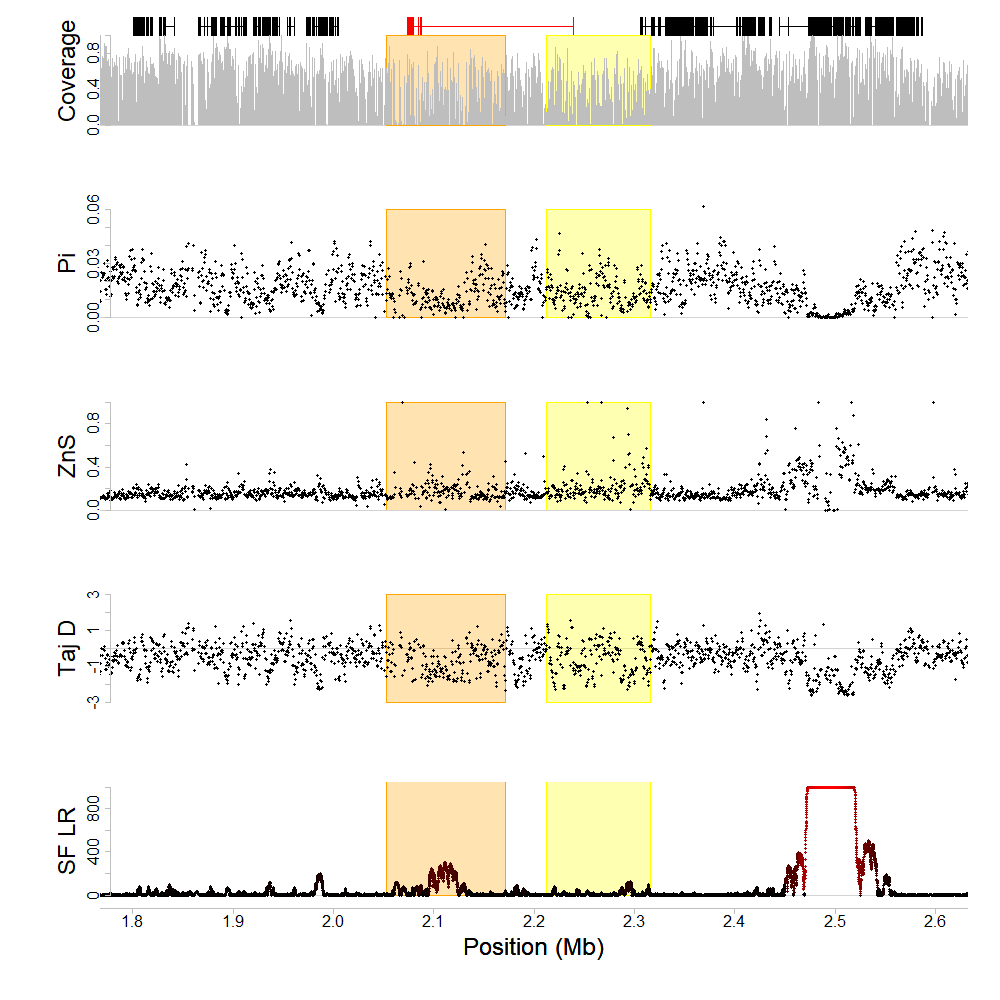 Coverage
0.0 0.4 0.8
Pi
0.00 0.03 0.06
ZnS
0.0 0.4 0.8
Taj D
-3 -1 1 3
SF LR
0 400 800
1.8 1.9 2.0 2.1 2.2 2.3 2.4 2.5 2.6
Position (Mb)